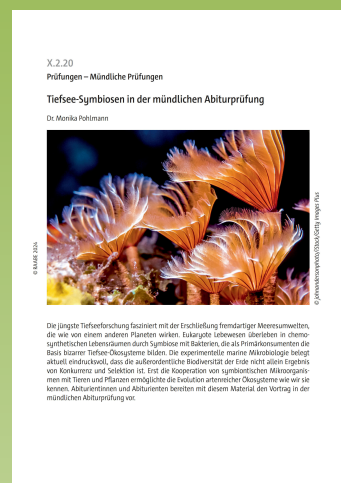 X.2.20
Prüfungen – Mündliche Prüfungen
Tiefsee-Symbiosen in der mündlichen Abiturprüfung
Dr. Monika Pohlmann
© RAABE 2024
© johnandersonphoto/iStock/Getty Images Plus
Die jüngste Tiefseeforschung fasziniert mit der Erschließung fremdartiger Meeresumwelten,
die wie von einem anderen Planeten wirken. Eukaryote Lebewesen überleben in chemo-
synthetischen Lebensräumen durch Symbiose mit Bakterien, die als Primärkonsumenten die
Basis bizarrer Tiefsee-Ökosysteme bilden. Die experimentelle marine Mikrobiologie belegt
aktuell eindrucksvoll, dass die außerordentliche Biodiversität der Erde nicht allein Ergebnis
von Konkurrenz und Selektion ist. Erst die Kooperation von symbiontischen Mikroorganis-
men mit Tieren und Pflanzen ermöglichte die Evolution artenreicher Ökosysteme wie wir sie
kennen. Abiturientinnen und Abiturienten bereiten mit diesem Material den Vortrag in der
mündlichen Abiturprüfung vor.